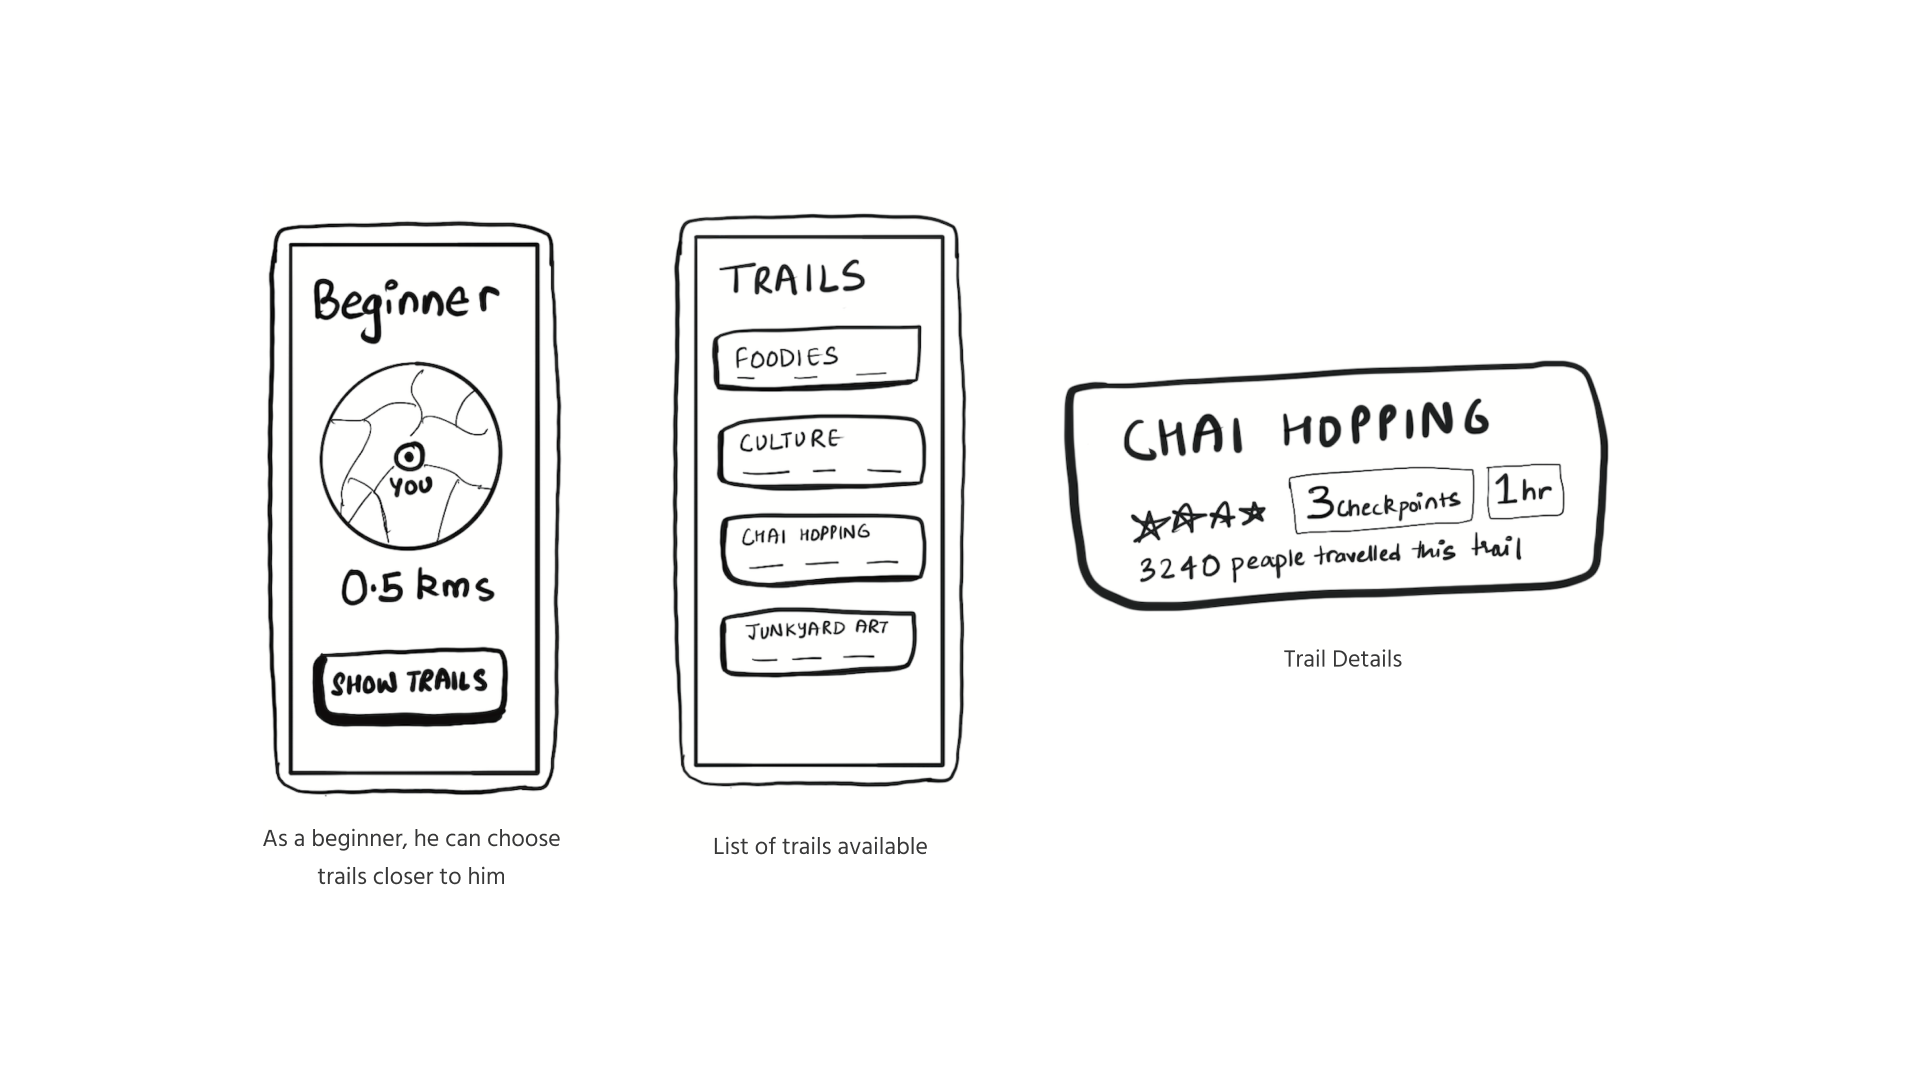 Beginner
YOU
0.5 kms
SHOW TRAILS
As a beginner, he can choose
trails closer to him
TRAILS
FOODIES
CULTURE
CHAI HOPPING
JUNKYARD ART
List of trails available
CHAI HOPPING
3 checkpoints 1 hr
3240 people travelled this trail
Trail Details